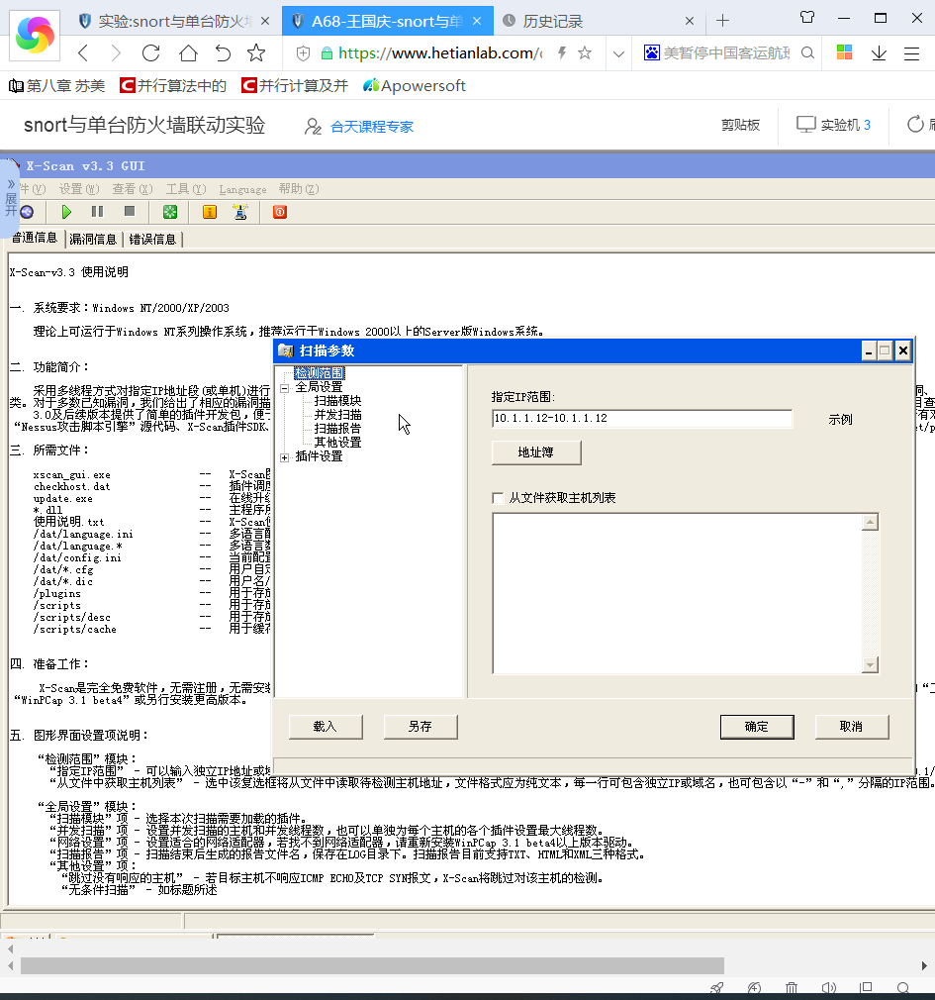 实验:snort与单台防火墙
A68-王国庆-snort与单
历史记录
https://www.hetianlab.com/
美暂停中国客运航班
第八章 苏美
并行算法中的
并行计算及并
Apowersoft
snort与单台防火墙联动实验
合天课程专家
剪贴板
实验机 3
展开
X-Scan v3.3 GUI
件(V) 设置(W) 查看(X) 工具(Y) Language 帮助(Z)
普通信息 漏洞信息 错误信息
X-Scan-v3.3 使用说明
一. 系统要求：Windows NT/2000/XP/2003
理论上可运行于Windows NT系列操作系统，推荐运行于Windows 2000以上的Server版Windows系统。
二. 功能简介：
采用多线程方式对指定IP地址段(或单机)进行
类。对于多数已知漏洞，我们给出了相应的漏洞描
3.0及后续版本提供了简单的插件开发包，便于
“Nessus攻击脚本引擎”源代码、X-Scan插件SDK、
三. 所需文件：
xscan_gui.exe -- X-Scan图
checkhost.dat -- 插件调度
update.exe -- 在线升级
*.dll -- 主程序所
使用说明.txt -- X-Scan使
/dat/language.ini -- 多语言配
/dat/language.* -- 多语言数
/dat/config.ini -- 当前配置
/dat/*.cfg -- 用户自定
/dat/*.dic -- 用户名/
/plugins -- 用于存放
/scripts -- 用于存放
/scripts/desc -- 用于存放
/scripts/cache -- 用于缓存
四. 准备工作：
X-Scan是完全免费软件，无需注册，无需安装
“WinPCap 3.1 beta4”或另行安装更高版本。
五. 图形界面设置项说明：
“检测范围”模块：
“指定IP范围” - 可以输入独立IP地址或域
“从文件中获取主机列表” - 选中该复选框将从文件中读取待检测主机地址，文件格式应为纯文本，每一行可包含独立IP或域名，也可包含以“-”和“,”分隔的IP范围。
“全局设置”模块：
“扫描模块”项 - 选择本次扫描需要加载的插件。
“并发扫描”项 - 设置并发扫描的主机和并发线程数，也可以单独为每个主机的各个插件设置最大线程数。
“网络设置”项 - 设置适合的网络适配器，若找不到网络适配器，请重新安装WinPCap 3.1 beta4以上版本驱动。
“扫描报告”项 - 扫描结束后生成的报告文件名，保存在LOG目录下。扫描报告目前支持TXT、HTML和XML三种格式。
“其他设置”项：
“跳过没有响应的主机” - 若目标主机不响应ICMP ECHO及TCP SYN报文，X-Scan将跳过对该主机的检测。
“无条件扫描” - 如标题所述
扫描参数
检测范围
全局设置
扫描模块
并发扫描
扫描报告
其他设置
插件设置
指定IP范围:
10.1.1.12-10.1.1.12
示例
地址簿
从文件获取主机列表
载入
另存
确定
取消